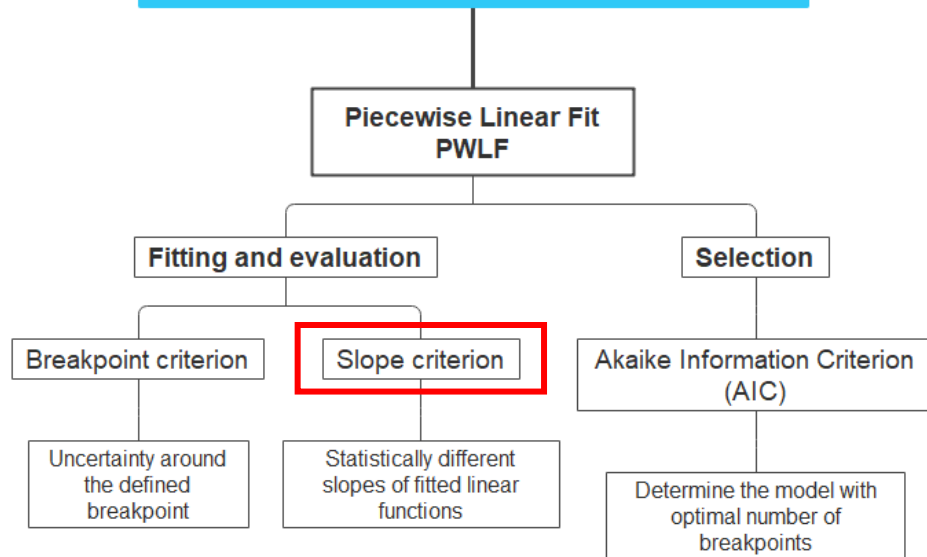 Piecewise Linear Fit
PWLF
Fitting and evaluation
Selection
Breakpoint criterion
Slope criterion
Akaike Information Criterion
(AIC)
Uncertainty around
the defined
breakpoint
Statistically different
slopes of fitted linear
functions
Determine the model with
optimal number of
breakpoints